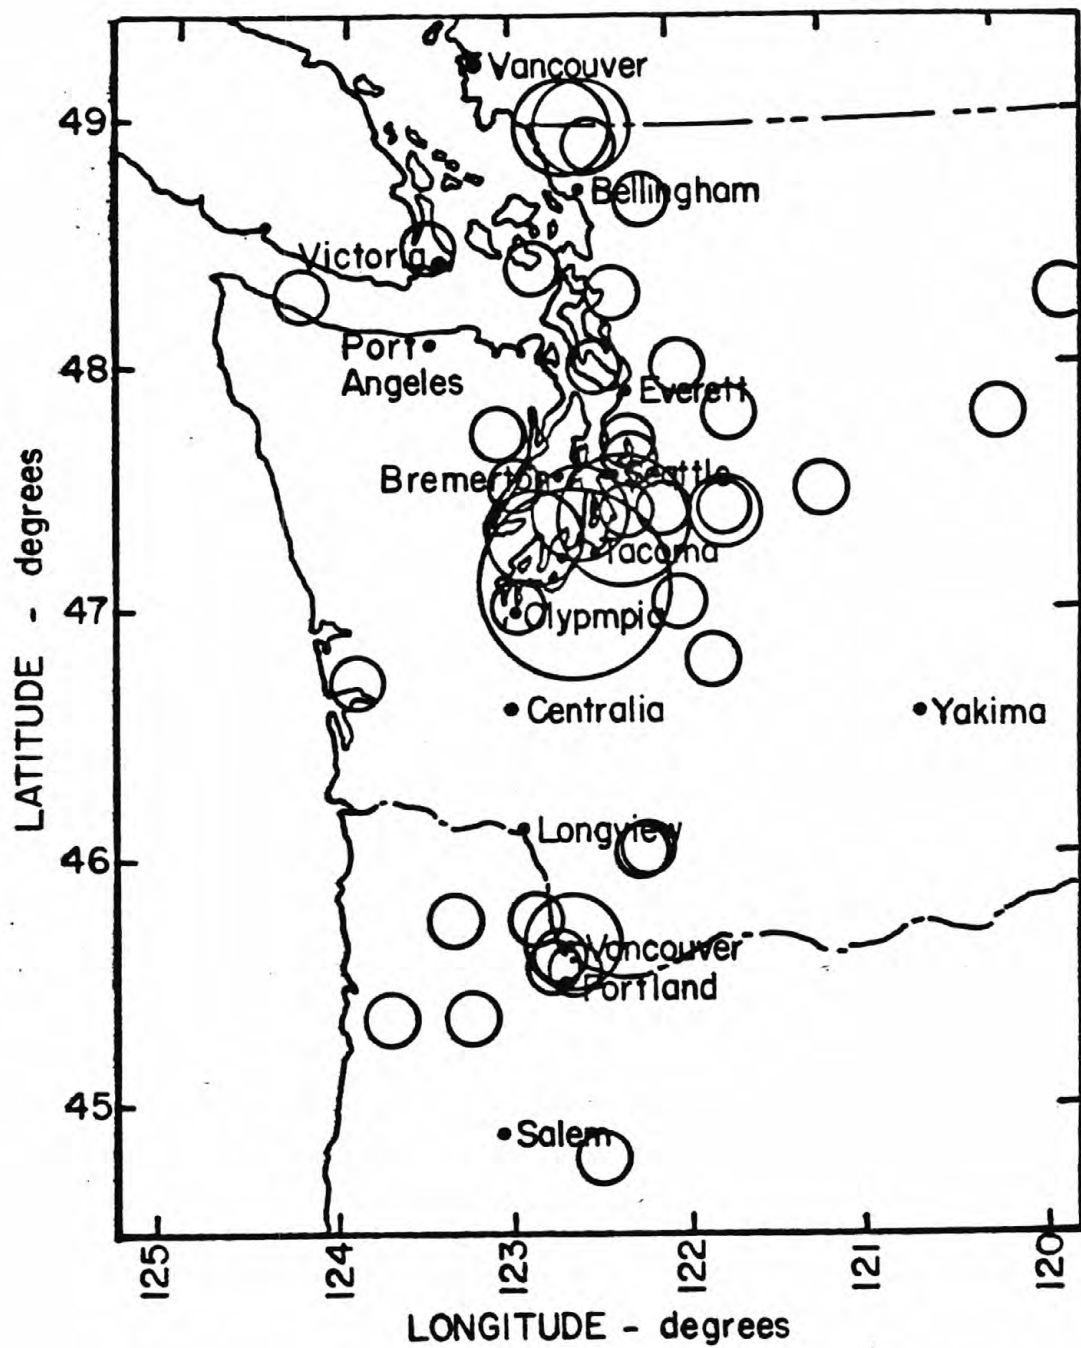 Vancouver
49
Bellingham
Victoria
Port
Angeles
48
Everett
Bremerton
Seattle
Tacoma
47
Olypmpia
Centralia
Yakima
Longview
46
Vancouver
Portland
45
Salem
LATITUDE - degrees
125
124
123
122
121
120
LONGITUDE - degrees